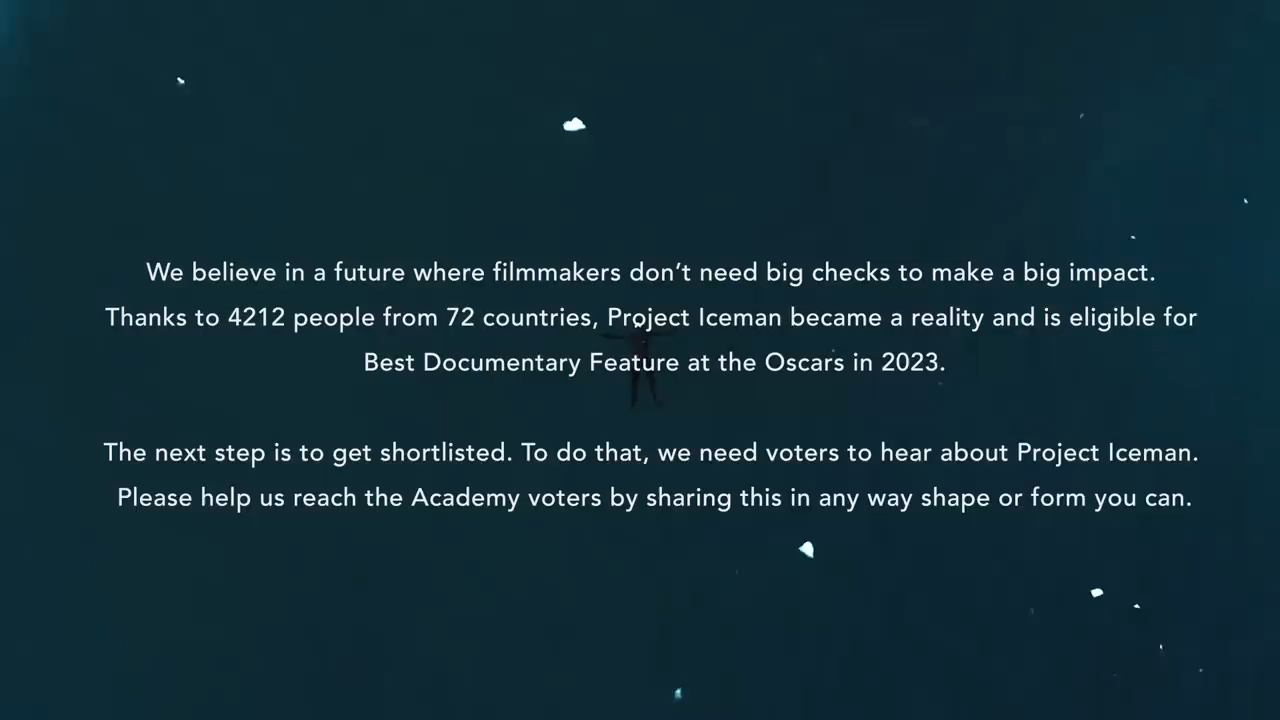 We believe in a future where filmmakers don’t need big checks to make a big impact.
Thanks to 4212 people from 72 countries, Project Iceman became a reality and is eligible for
Best Documentary Feature at the Oscars in 2023.
The next step is to get shortlisted. To do that, we need voters to hear about Project Iceman.
Please help us reach the Academy voters by sharing this in any way shape or form you can.